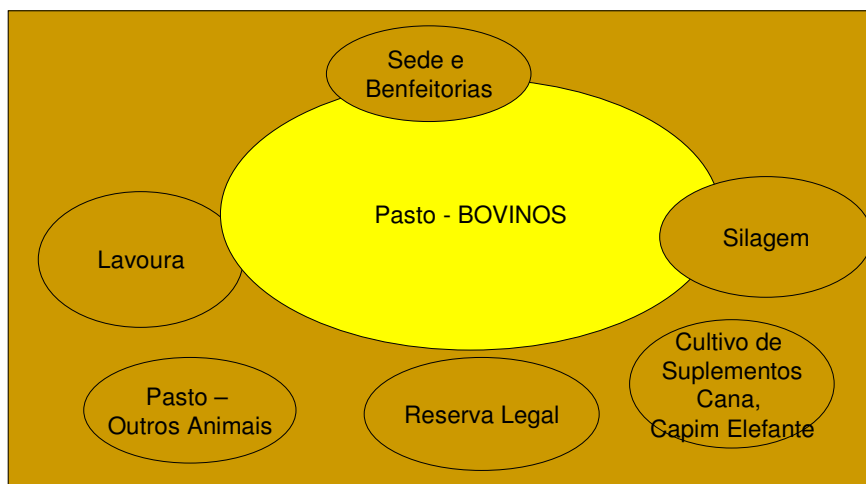 Sede e
Benfeitorias
Pasto - BOVINOS
Silagem
Lavoura
Cultivo de
Suplementos
Cana,
Capim Elefante
Pasto –
Outros Animais
Reserva Legal